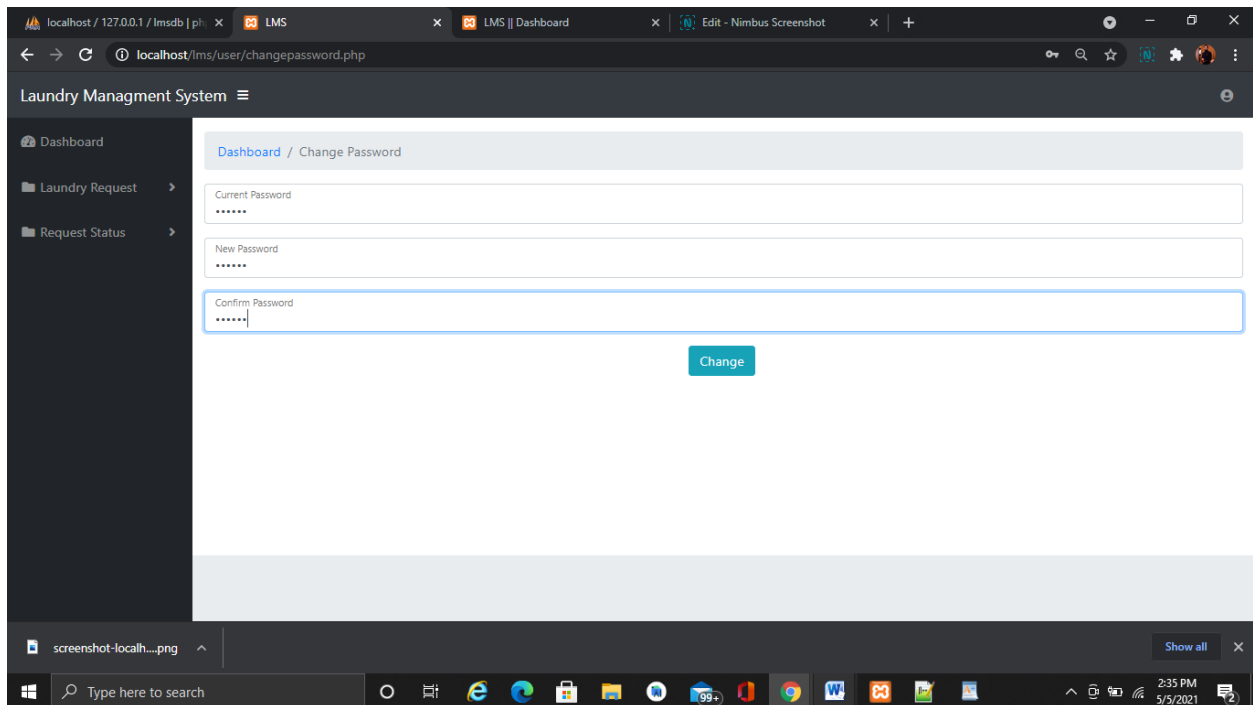 localhost / 127.0.0.1 / lmsdb | ph
LMS
LMS || Dashboard
Edit - Nimbus Screenshot
localhost/lms/user/changepassword.php
Laundry Managment System
Dashboard
Laundry Request
Request Status
Dashboard / Change Password
Current Password
••••••
New Password
••••••
Confirm Password
••••••
Change
screenshot-localh....png
Show all
Type here to search
99+
2:35 PM
5/5/2021
2